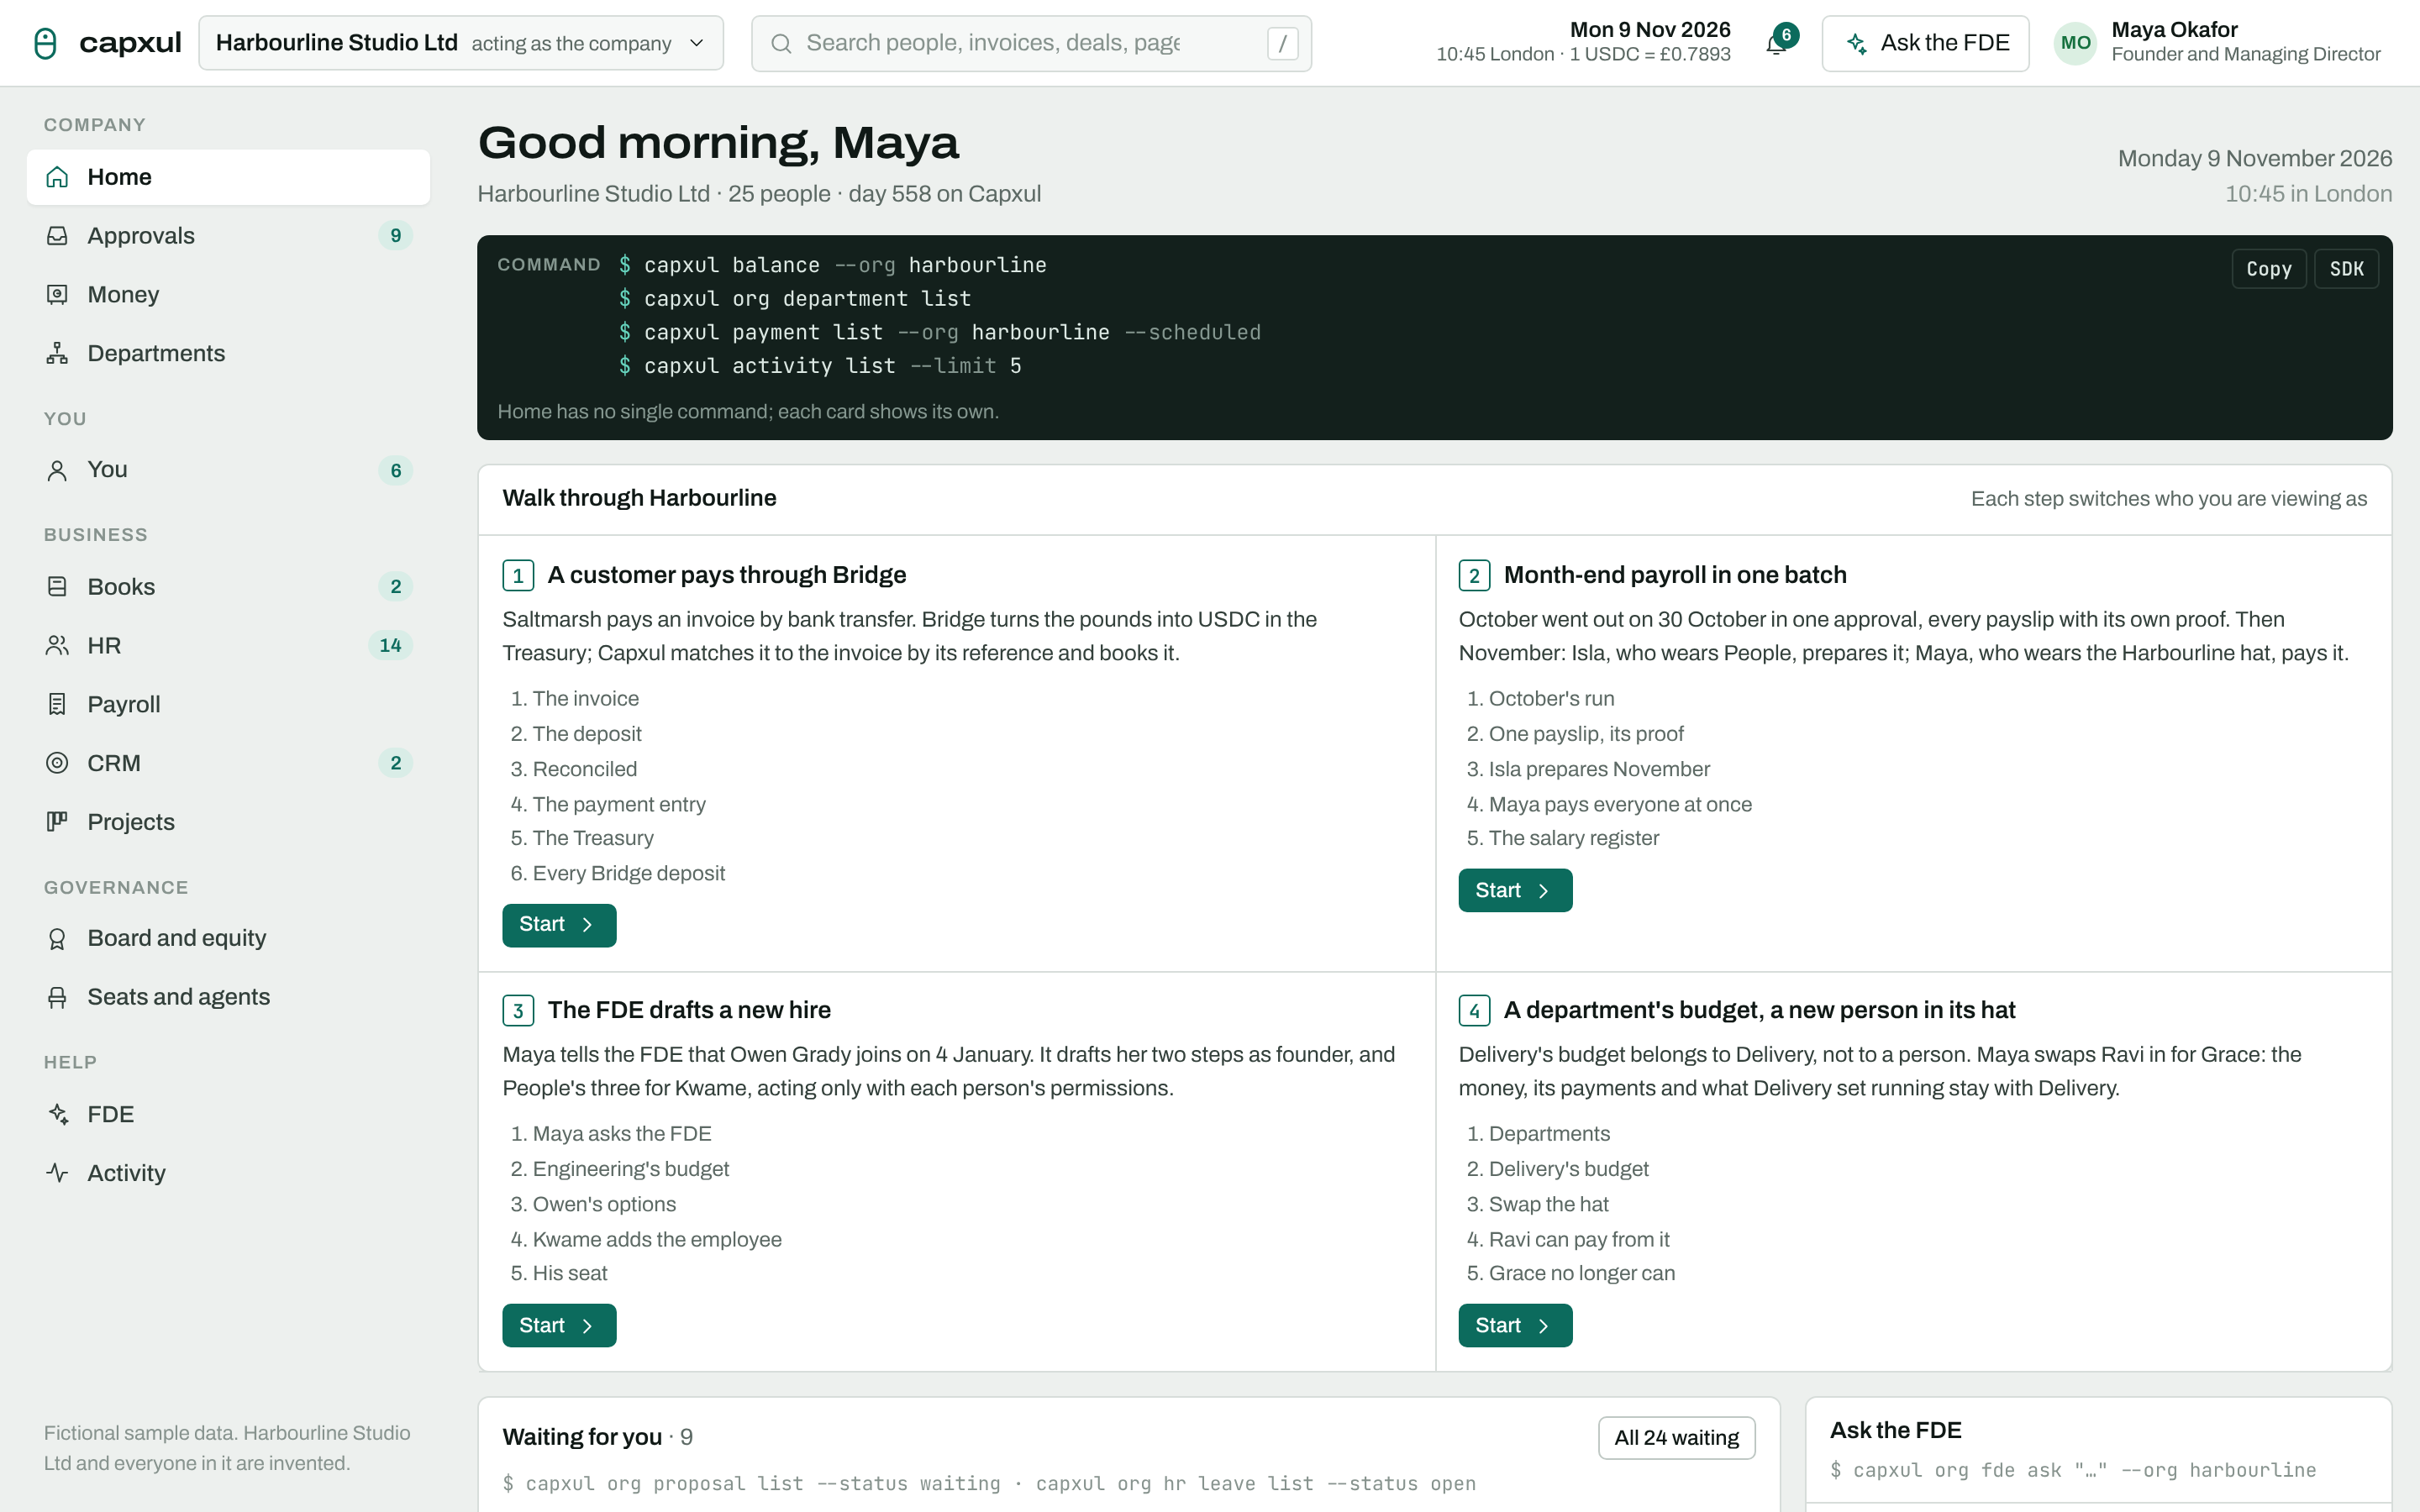 capxul
Harbourline Studio Ltd acting as the company
Search people, invoices, deals, page
/
Mon 9 Nov 2026
10:45 London · 1 USDC = £0.7893
6
Ask the FDE
MO
Maya Okafor
Founder and Managing Director
COMPANY
Home
Approvals 9
Money
Departments
YOU
You 6
BUSINESS
Books 2
HR 14
Payroll
CRM 2
Projects
GOVERNANCE
Board and equity
Seats and agents
HELP
FDE
Activity
Fictional sample data. Harbourline Studio
Ltd and everyone in it are invented.
Good morning, Maya
Harbourline Studio Ltd · 25 people · day 558 on Capxul
Monday 9 November 2026
10:45 in London
COMMAND $ capxul balance --org harbourline
$ capxul org department list
$ capxul payment list --org harbourline --scheduled
$ capxul activity list --limit 5
Copy SDK
Home has no single command; each card shows its own.
Walk through Harbourline
Each step switches who you are viewing as
1 A customer pays through Bridge
Saltmarsh pays an invoice by bank transfer. Bridge turns the pounds into USDC in the
Treasury; Capxul matches it to the invoice by its reference and books it.
1. The invoice
2. The deposit
3. Reconciled
4. The payment entry
5. The Treasury
6. Every Bridge deposit
Start
2 Month-end payroll in one batch
October went out on 30 October in one approval, every payslip with its own proof. Then
November: Isla, who wears People, prepares it; Maya, who wears the Harbourline hat, pays it.
1. October's run
2. One payslip, its proof
3. Isla prepares November
4. Maya pays everyone at once
5. The salary register
Start
3 The FDE drafts a new hire
Maya tells the FDE that Owen Grady joins on 4 January. It drafts her two steps as founder, and
People's three for Kwame, acting only with each person's permissions.
1. Maya asks the FDE
2. Engineering's budget
3. Owen's options
4. Kwame adds the employee
5. His seat
Start
4 A department's budget, a new person in its hat
Delivery's budget belongs to Delivery, not to a person. Maya swaps Ravi in for Grace: the
money, its payments and what Delivery set running stay with Delivery.
1. Departments
2. Delivery's budget
3. Swap the hat
4. Ravi can pay from it
5. Grace no longer can
Start
Waiting for you · 9
All 24 waiting
$ capxul org proposal list --status waiting · capxul org hr leave list --status open
Ask the FDE
$ capxul org fde ask "…" --org harbourline